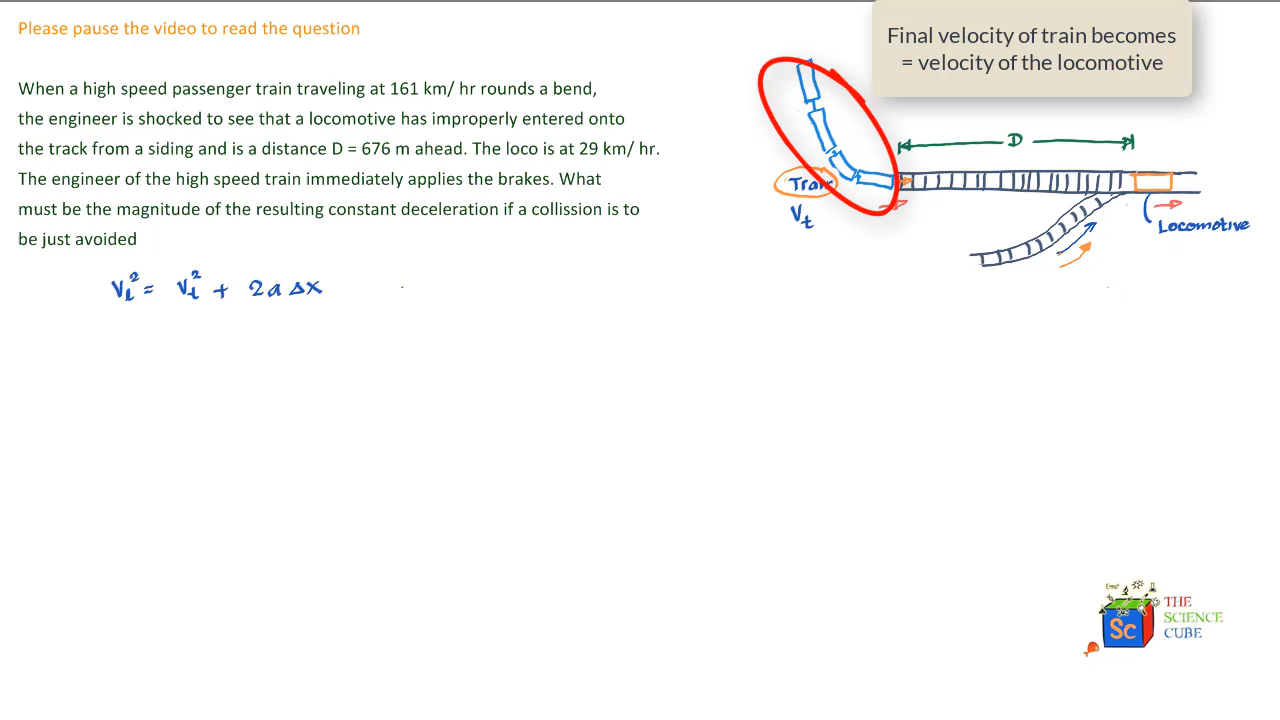 Please pause the video to read the question
Final velocity of train becomes
= velocity of the locomotive
When a high speed passenger train traveling at 161 km/ hr rounds a bend,
the engineer is shocked to see that a locomotive has improperly entered onto
the track from a siding and is a distance D = 676 m ahead. The loco is at 29 km/ hr.
The engineer of the high speed train immediately applies the brakes. What
must be the magnitude of the resulting constant deceleration if a collission is to
be just avoided
D
Train
Vt
Locomotive
Vl² = Vt² + 2a Δx
Sc
THE
SCIENCE
CUBE